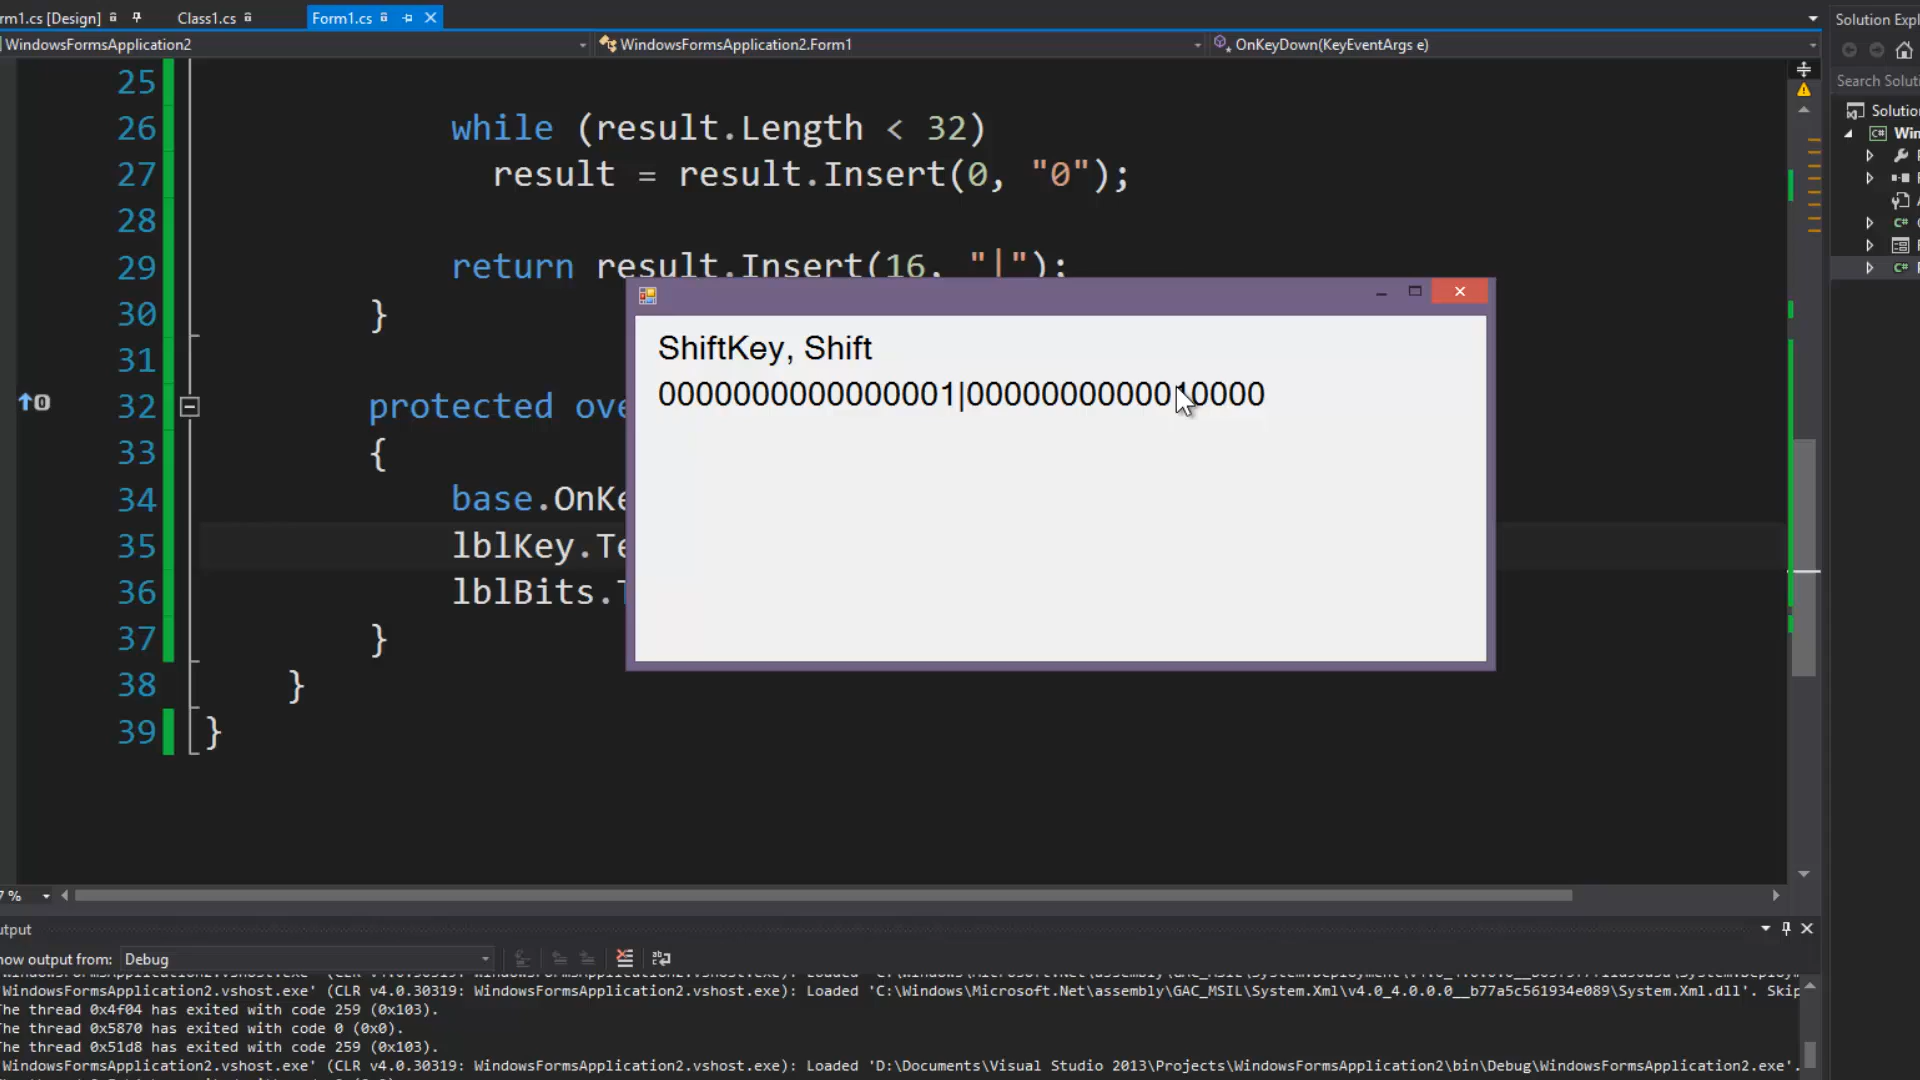 rm1.cs [Design]
Class1.cs
Form1.cs
Solution Expl
WindowsFormsApplication2
WindowsFormsApplication2.Form1
OnKeyDown(KeyEventArgs e)
Search Soluti
Solution
Win
25
26 while (result.Length < 32)
27 result = result.Insert(0, "0");
28
29 return result.Insert(16, "|");
30 }
31
32 protected ove
33 {
34 base.OnKe
35 lblKey.Te
36 lblBits.T
37 }
38 }
39 }
ShiftKey, Shift
0000000000000001|0000000000010000
7 %
utput
how output from: Debug
'WindowsFormsApplication2.vshost.exe' (CLR v4.0.30319: WindowsFormsApplication2.vshost.exe): Loaded 'C:\Windows\Microsoft.Net\assembly\GAC_MSIL\System.Xml\v4.0_4.0.0.0__b77a5c561934e089\System.Xml.dll'. Skip
The thread 0x4f04 has exited with code 259 (0x103).
The thread 0x5870 has exited with code 0 (0x0).
The thread 0x51d8 has exited with code 259 (0x103).
'WindowsFormsApplication2.vshost.exe' (CLR v4.0.30319: WindowsFormsApplication2.vshost.exe): Loaded 'D:\Documents\Visual Studio 2013\Projects\WindowsFormsApplication2\bin\Debug\WindowsFormsApplication2.exe'.